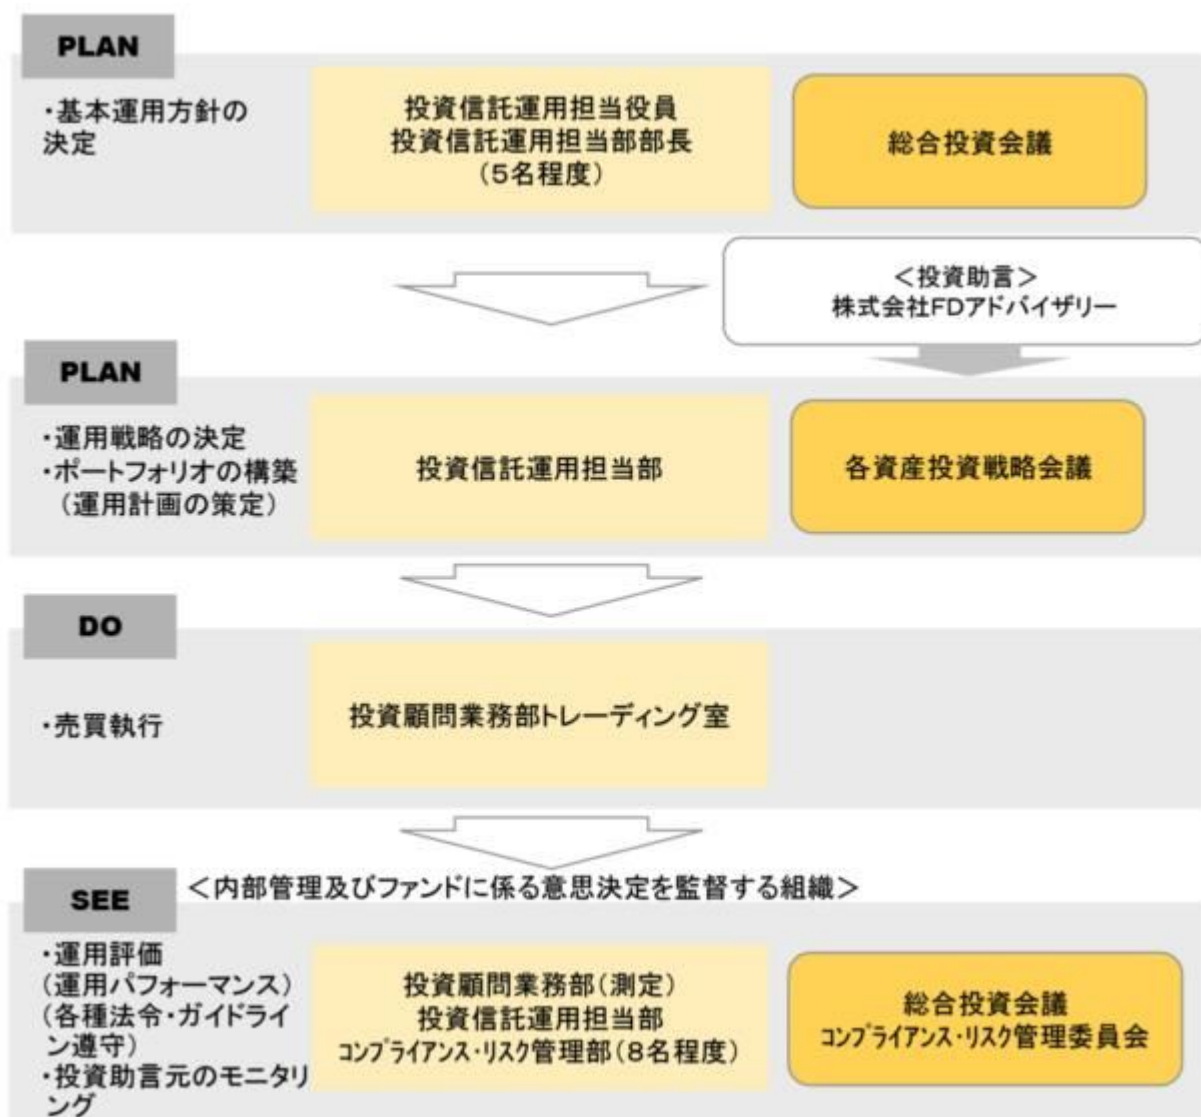 PLAN
・基本運用方針の
決定
投資信託運用担当役員
投資信託運用担当部部長
(5名程度)
総合投資会議
<投資助言>
株式会社FDアドバイザリー
PLAN
・運用戦略の決定
・ポートフォリオの構築
(運用計画の策定)
投資信託運用担当部
各資産投資戦略会議
DO
・売買執行
投資顧問業務部トレーディング室
SEE
<内部管理及びファンドに係る意思決定を監督する組織>
・運用評価
(運用パフォーマンス)
(各種法令・ガイドライ
ン遵守)
・投資助言元のモニタリ
ング
投資顧問業務部(測定)
投資信託運用担当部
コンプライアンス・リスク管理部(8名程度)
総合投資会議
コンプライアンス・リスク管理委員会